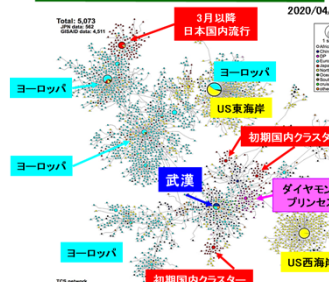 2020/04.
Total: 5,073
JPN data: 562
GISAID data: 4,511
3月以降
日本国内流行
ヨーロッパ
ヨーロッパ
US東海岸
初期国内クラスタ
ヨーロッパ
武漢
ダイヤモン
プリンセス
ヨーロッパ
US西海岸
初期国内クラスター
TCS network